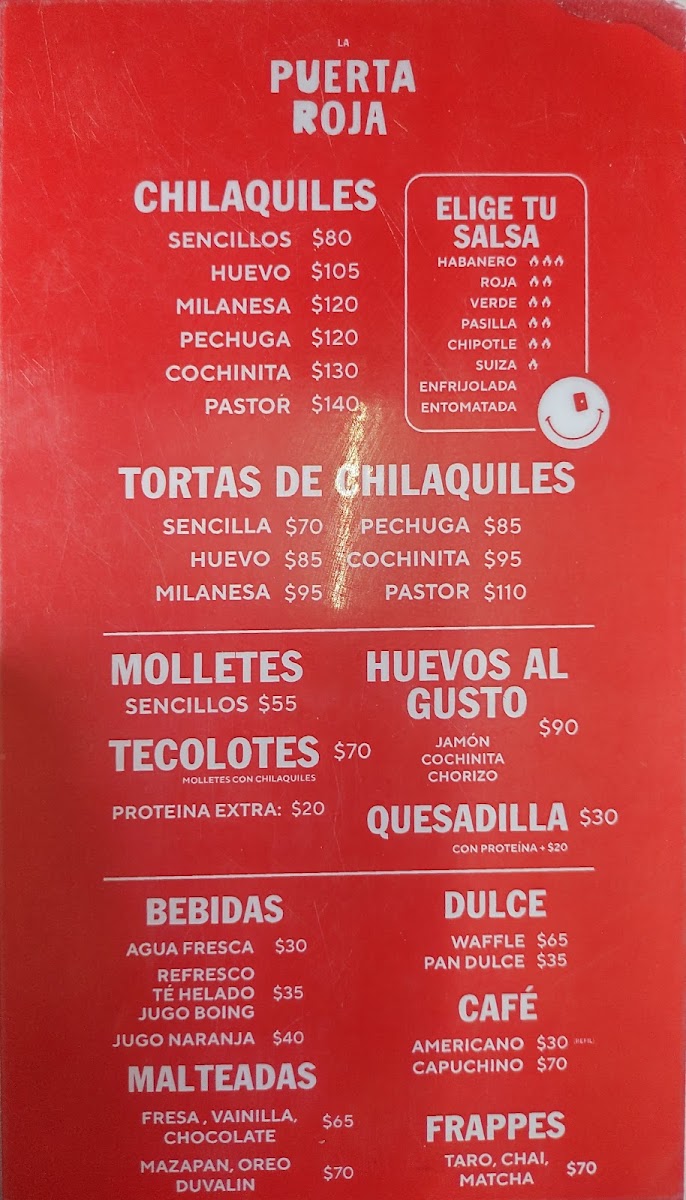 LA
PUERTA
ROJA
CHILAQUILES
SENCILLOS $80
HUEVO $105
MILANESA $120
PECHUGA $120
COCHINITA $130
PASTOR $140
ELIGE TU
SALSA
HABANERO
ROJA
VERDE
PASILLA
CHIPOTLE
SUIZA
ENFRIJOLADA
ENTOMATADA
TORTAS DE CHILAQUILES
SENCILLA $70 PECHUGA $85
HUEVO $85 COCHINITA $95
MILANESA $95 PASTOR $110
MOLLETES
SENCILLOS $55
TECOLOTES $70
MOLLETES CON CHILAQUILES
PROTEINA EXTRA: $20
HUEVOS AL
GUSTO
$90
JAMÓN
COCHINITA
CHORIZO
QUESADILLA $30
CON PROTEÍNA + $20
BEBIDAS
AGUA FRESCA $30
REFRESCO
TÉ HELADO $35
JUGO BOING
JUGO NARANJA $40
MALTEADAS
FRESA, VAINILLA, $65
CHOCOLATE
MAZAPAN, OREO $70
DUVALIN
DULCE
WAFFLE $65
PAN DULCE $35
CAFÉ
AMERICANO $30 (REFIL)
CAPUCHINO $70
FRAPPES
TARO, CHAI, $70
MATCHA